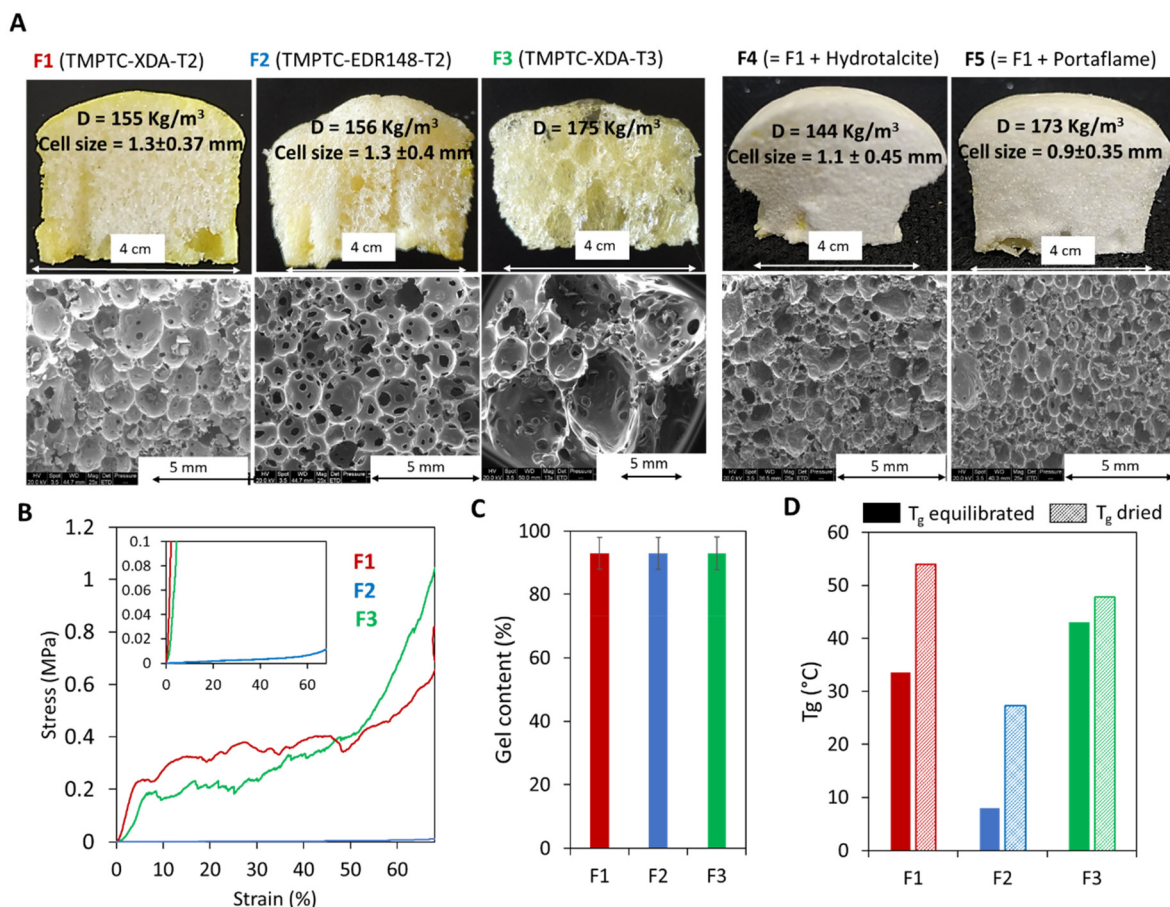 A
F1 (TMPTC-XDA-T2)
F2 (TMPTC-EDR148-T2)
F3 (TMPTC-XDA-T3)
F4 (= F1 + Hydrotalcite)
F5 (= F1 + Portaflame)
D = 155 Kg/m³
Cell size = 1.3±0.37 mm
4 cm
D = 156 Kg/m³
Cell size = 1.3 ±0.4 mm
4 cm
D = 175 Kg/m³
4 cm
D = 144 Kg/m³
Cell size = 1.1 ± 0.45 mm
4 cm
D = 173 Kg/m³
Cell size = 0.9±0.35 mm
4 cm
5 mm
5 mm
5 mm
5 mm
5 mm
B
1.2
1
0.8
0.6
0.4
0.2
0
Stress (MPa)
0.1
0.08
0.06
0.04
0.02
0
0 20 40 60
F1
F2
F3
0 10 20 30 40 50 60
Strain (%)
C
100
80
60
40
20
0
Gel content (%)
F1 F2 F3
D
Tg equilibrated
Tg dried
60
50
40
30
20
10
0
Tg (°C)
F1 F2 F3